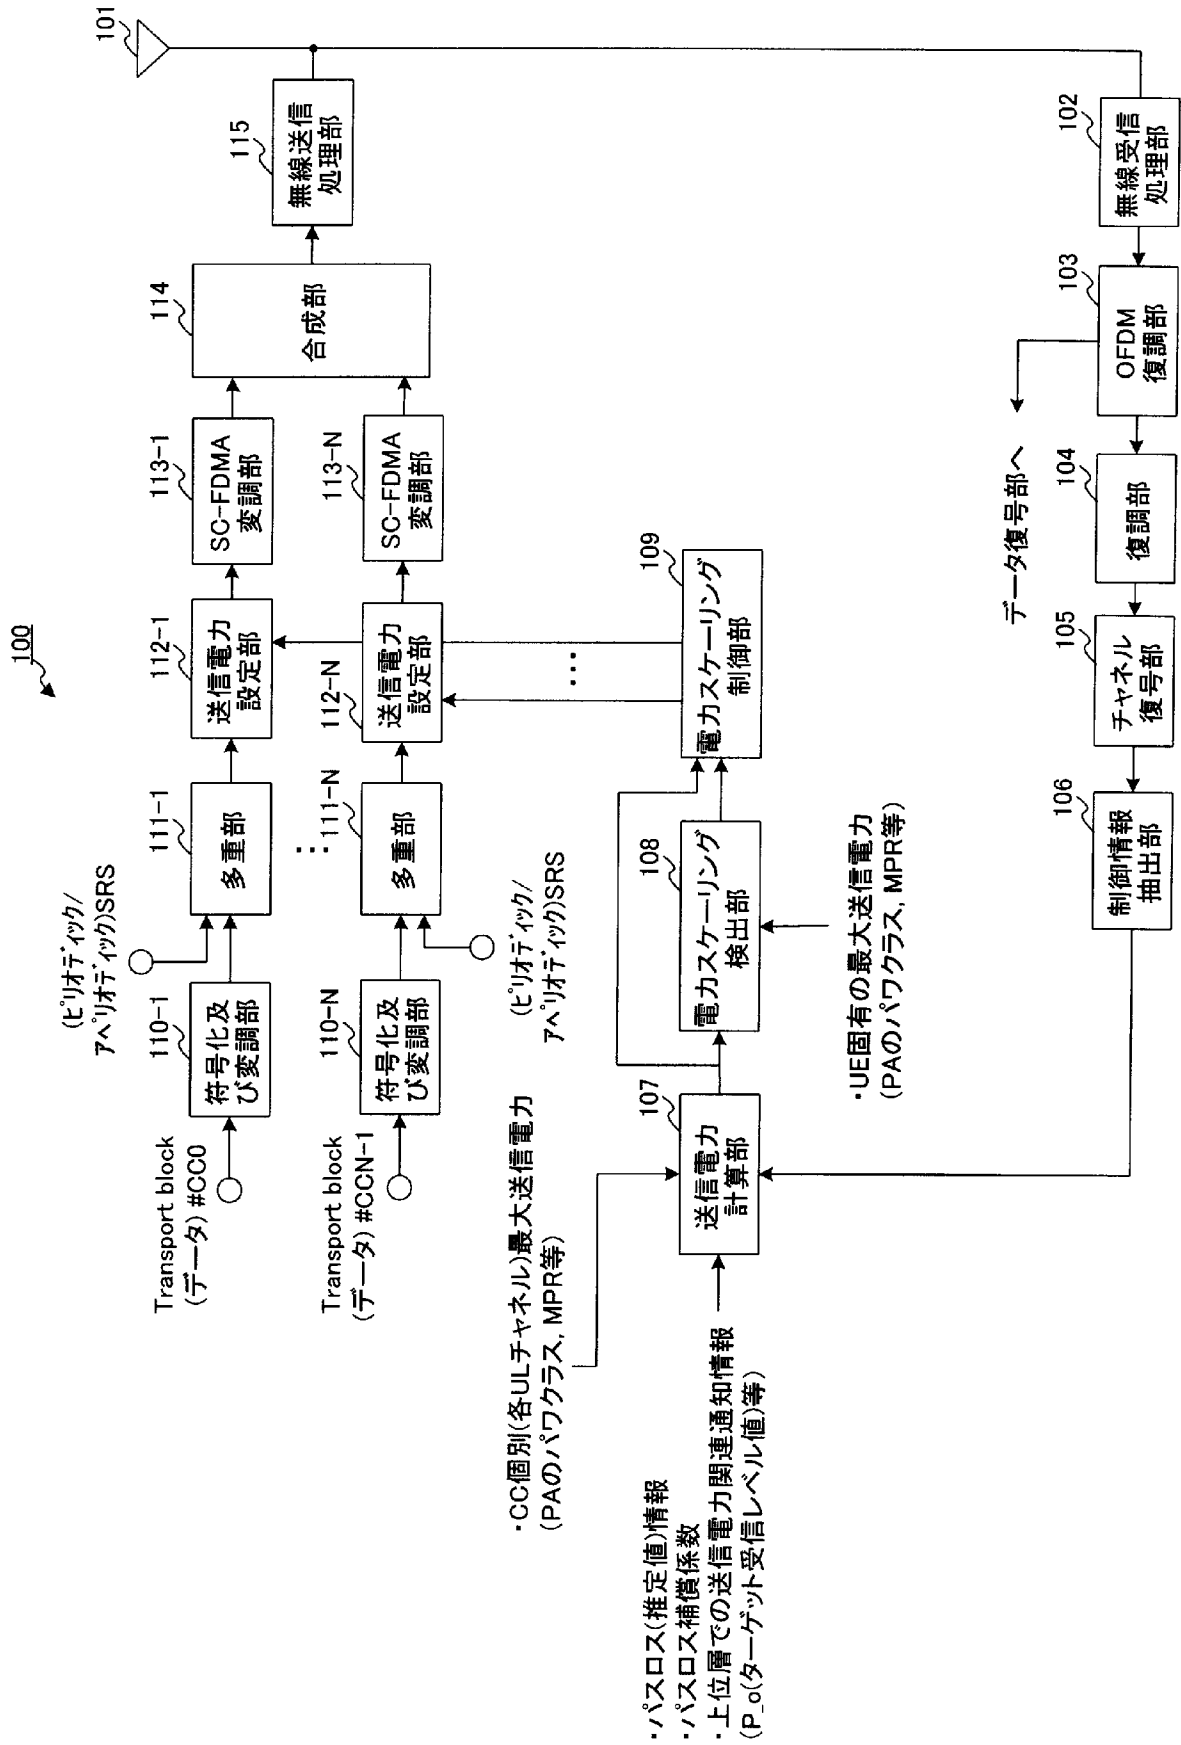 100
101
Transport block
(データ) #CC0
110-1
符号化及
び変調部
(ピリオディック/
アペリオディック)SRS
111-1
多重部
112-1
送信電力
設定部
113-1
SC-FDMA
変調部
114
合成部
115
無線送信
処理部
Transport block
(データ) #CCN-1
110-N
符号化及
び変調部
(ピリオディック/
アペリオディック)SRS
111-N
多重部
112-N
送信電力
設定部
113-N
SC-FDMA
変調部
・CC個別(各ULチャネル)最大送信電力
(PAのパワクラス, MPR等)
・パスロス(推定値)情報
・パスロス補償係数
・上位層での送信電力関連通知情報
(P_o(ターゲット受信レベル値)等)
107
送信電力
計算部
108
電力スケーリング
検出部
・UE固有の最大送信電力
(PAのパワクラス, MPR等)
109
電力スケーリング
制御部
データ復号部へ
102
無線受信
処理部
103
OFDM
復調部
104
復調部
105
チャネル
復号部
106
制御情報
抽出部